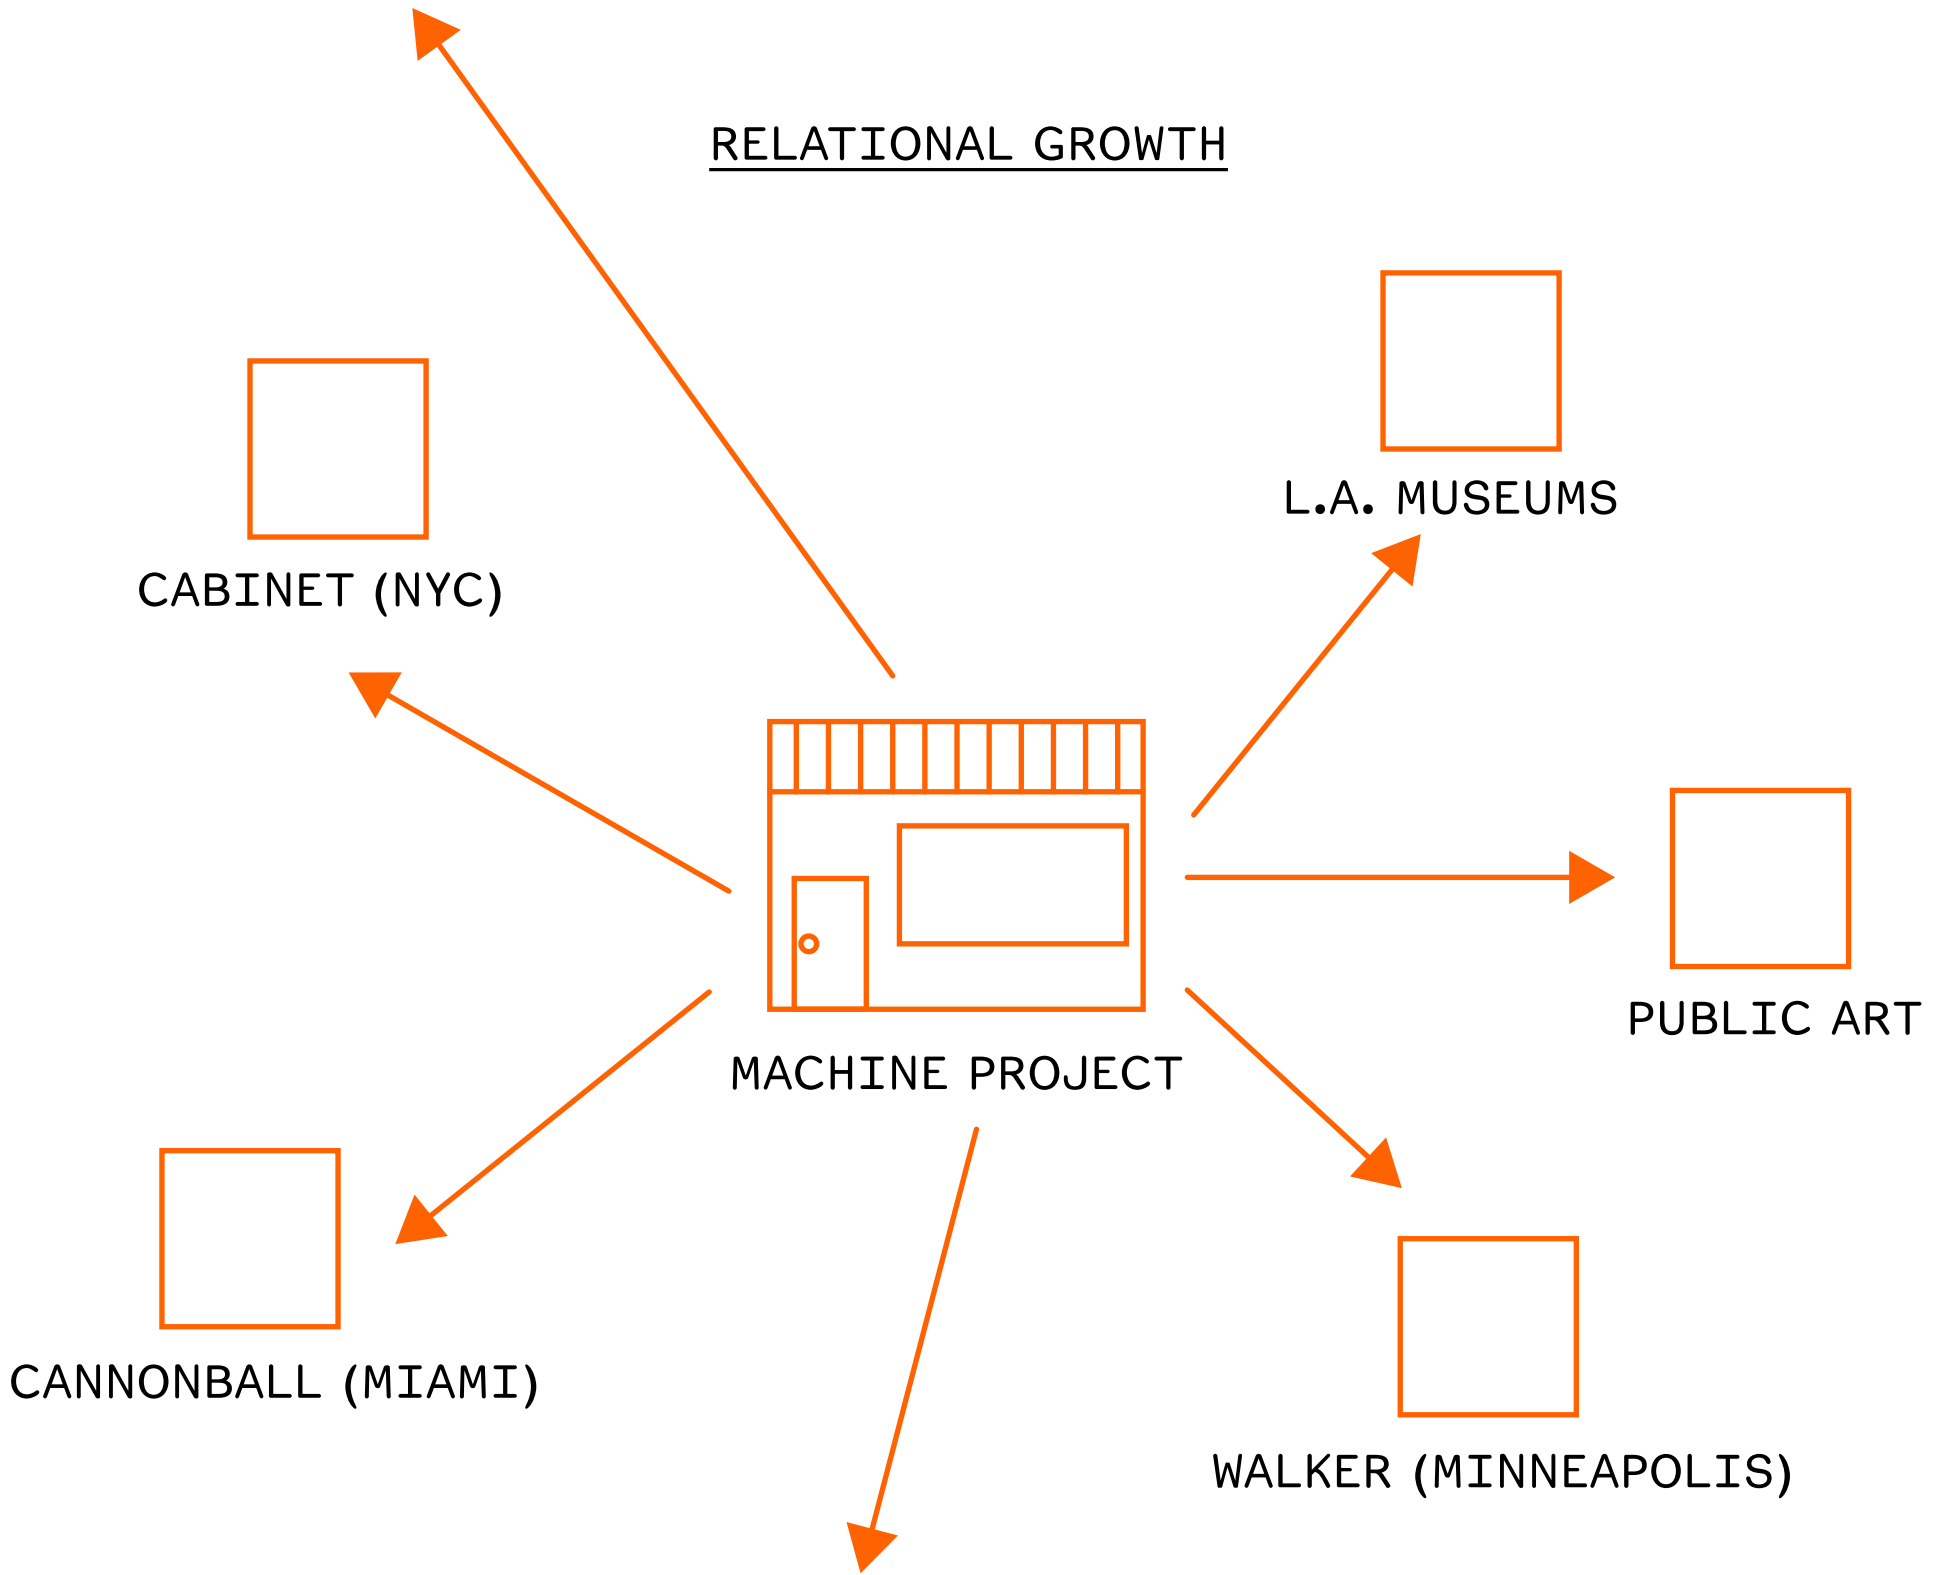 RELATIONAL GROWTH
L.A. MUSEUMS
CABINET (NYC)
PUBLIC ART
MACHINE PROJECT
CANNONBALL (MIAMI)
WALKER (MINNEAPOLIS)